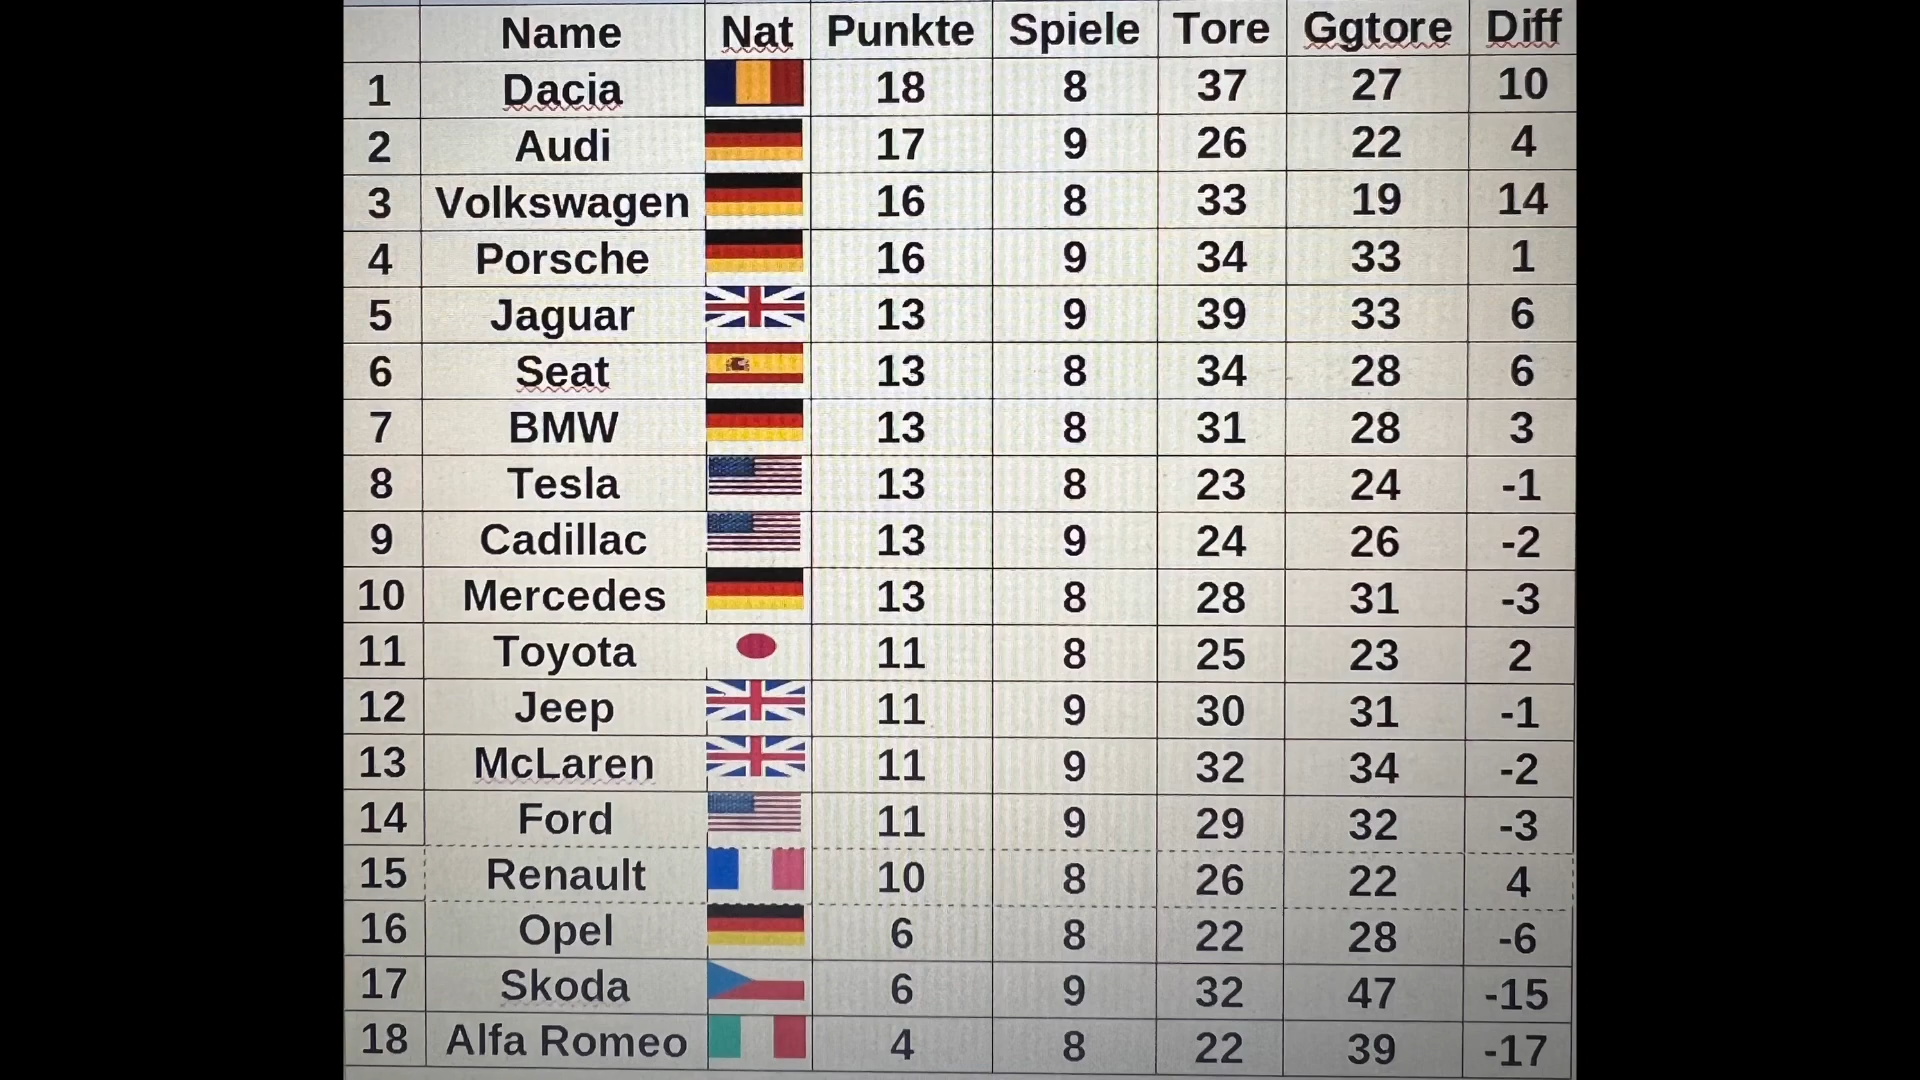 Name Nat Punkte Spiele Tore Ggtore Diff
1 Dacia 18 8 37 27 10
2 Audi 17 9 26 22 4
3 Volkswagen 16 8 33 19 14
4 Porsche 16 9 34 33 1
5 Jaguar 13 9 39 33 6
6 Seat 13 8 34 28 6
7 BMW 13 8 31 28 3
8 Tesla 13 8 23 24 -1
9 Cadillac 13 9 24 26 -2
10 Mercedes 13 8 28 31 -3
11 Toyota 11 8 25 23 2
12 Jeep 11 9 30 31 -1
13 McLaren 11 9 32 34 -2
14 Ford 11 9 29 32 -3
15 Renault 10 8 26 22 4
16 Opel 6 8 22 28 -6
17 Skoda 6 9 32 47 -15
18 Alfa Romeo 4 8 22 39 -17